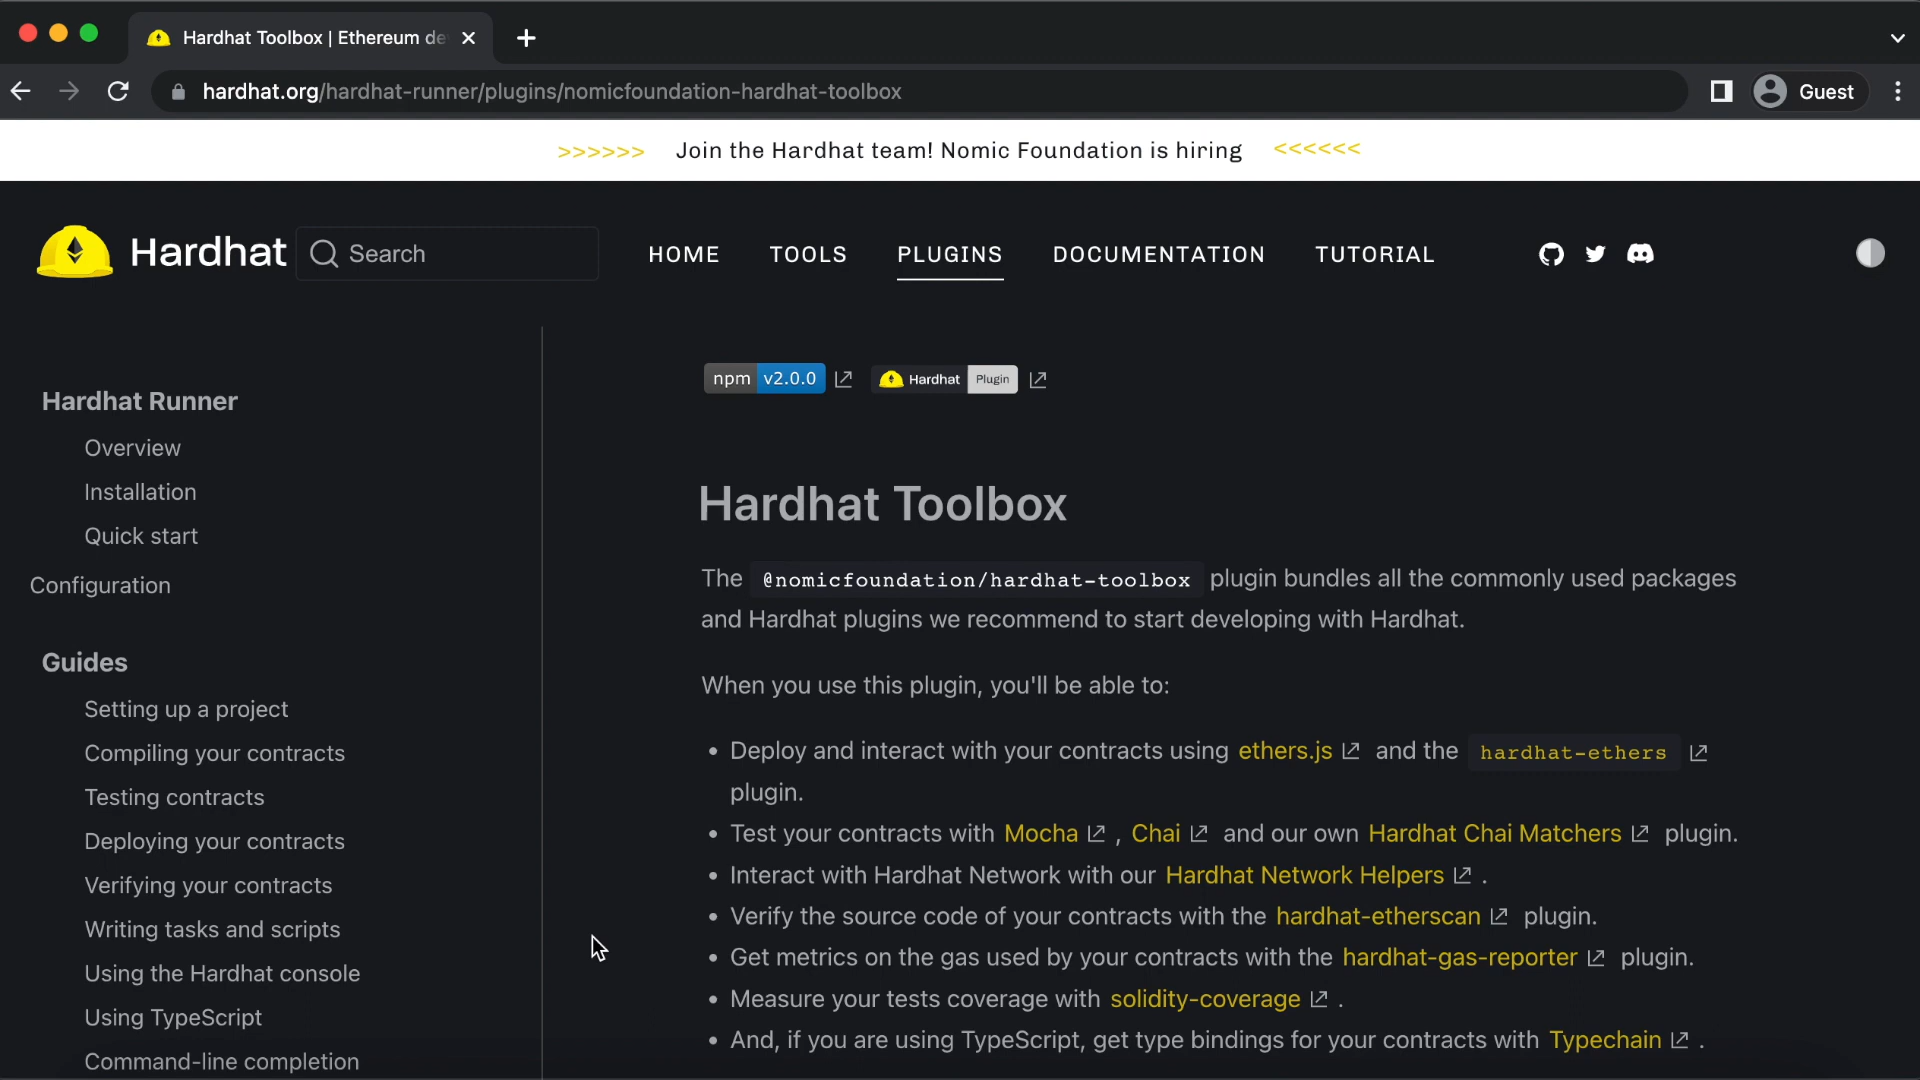 Hardhat Toolbox | Ethereum de
hardhat.org/hardhat-runner/plugins/nomicfoundation-hardhat-toolbox
Guest
>>>>>> Join the Hardhat team! Nomic Foundation is hiring <<<<<<
Hardhat
Search
HOME
TOOLS
PLUGINS
DOCUMENTATION
TUTORIAL
Hardhat Runner
Overview
Installation
Quick start
Configuration
Guides
Setting up a project
Compiling your contracts
Testing contracts
Deploying your contracts
Verifying your contracts
Writing tasks and scripts
Using the Hardhat console
Using TypeScript
Command-line completion
npm v2.0.0
Hardhat Plugin
Hardhat Toolbox
The @nomicfoundation/hardhat-toolbox plugin bundles all the commonly used packages
and Hardhat plugins we recommend to start developing with Hardhat.
When you use this plugin, you'll be able to:
• Deploy and interact with your contracts using ethers.js and the hardhat-ethers
plugin.
• Test your contracts with Mocha , Chai and our own Hardhat Chai Matchers plugin.
• Interact with Hardhat Network with our Hardhat Network Helpers .
• Verify the source code of your contracts with the hardhat-etherscan plugin.
• Get metrics on the gas used by your contracts with the hardhat-gas-reporter plugin.
• Measure your tests coverage with solidity-coverage .
• And, if you are using TypeScript, get type bindings for your contracts with Typechain .